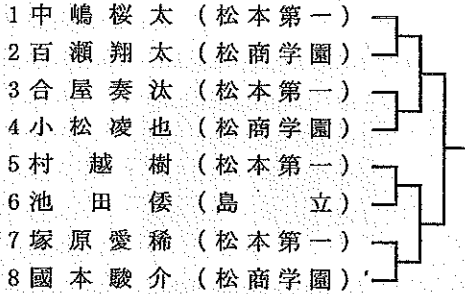 1 中嶋桜太 (松本第一)
2 百瀬翔太 (松商学園)
3 合屋奏汰 (松本第一)
4 小松凌也 (松商学園)
5 村越樹 (松本第一)
6 池田倭 (島立)
7 塚原愛稀 (松本第一)
8 國本駿介 (松商学園)